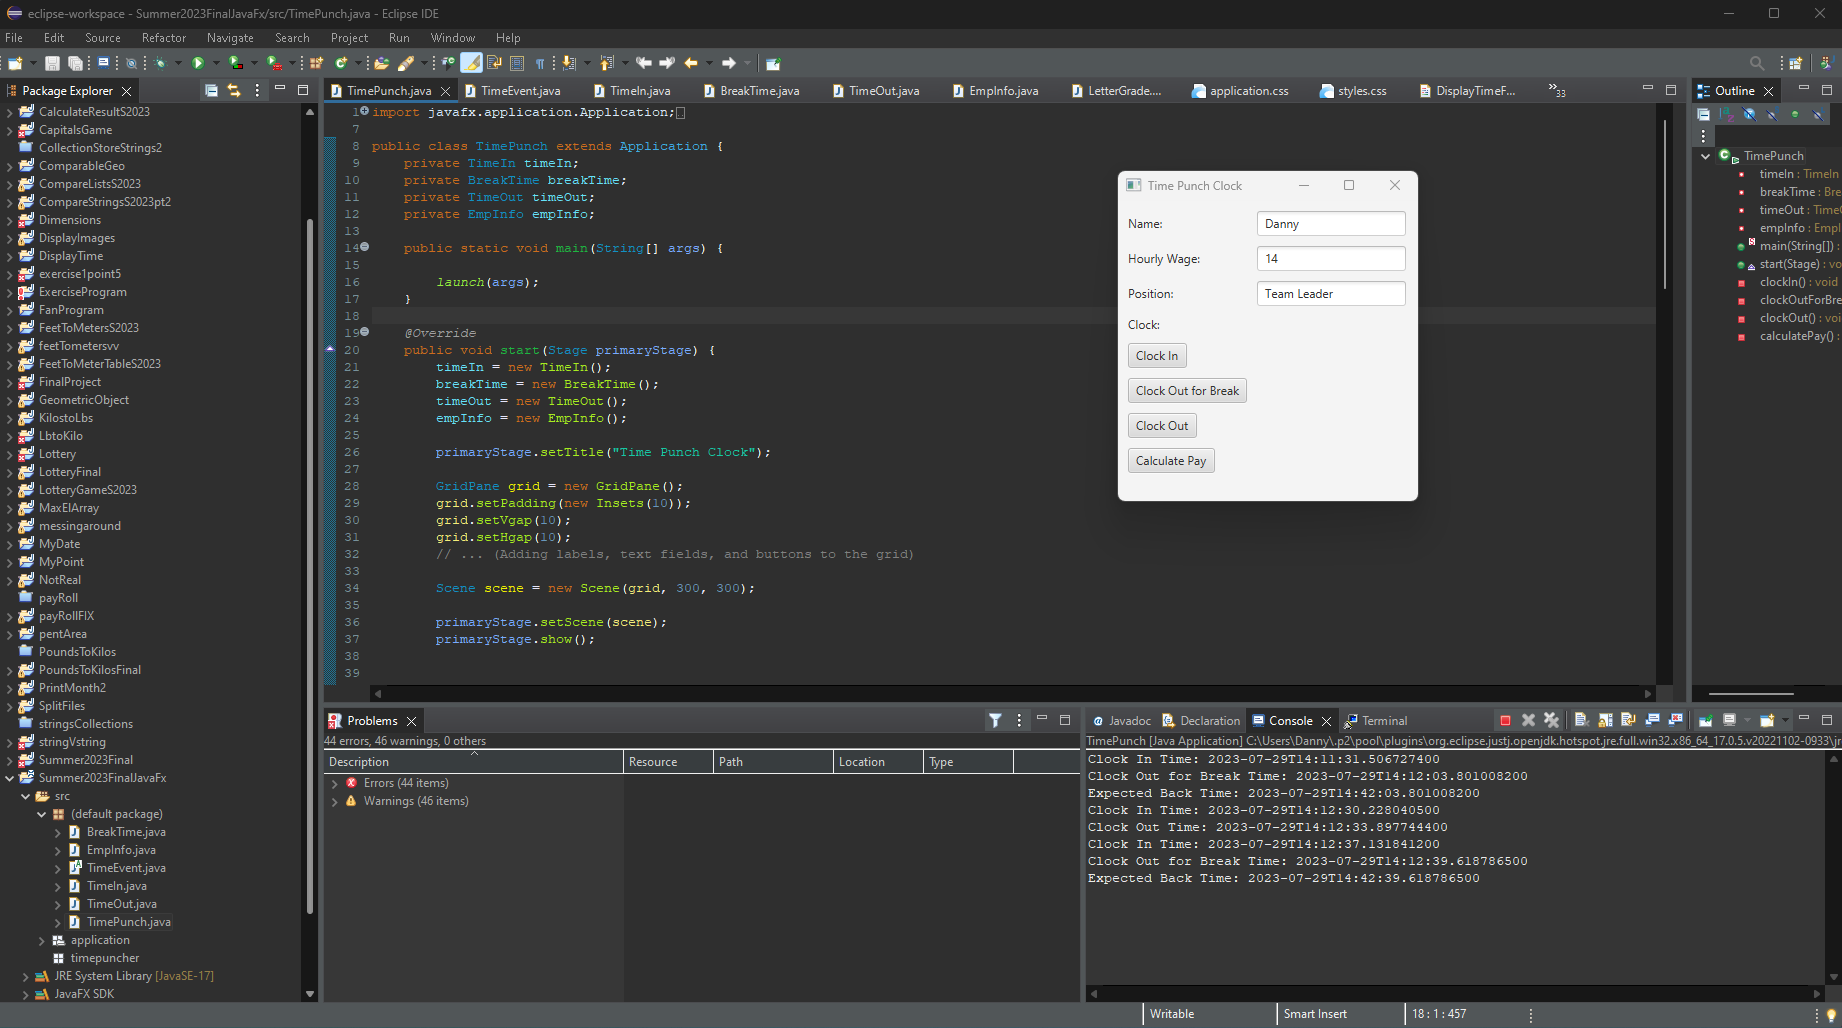 eclipse-workspace - Summer2023FinalJavaFx/src/TimePunch.java - Eclipse IDE
File Edit Source Refactor Navigate Search Project Run Window Help
Package Explorer
CalculateResultS2023
CapitalsGame
CollectionStoreStrings2
ComparableGeo
CompareListsS2023
CompareStringsS2023pt2
Dimensions
DisplayImages
DisplayTime
exercise1point5
ExerciseProgram
FanProgram
FeetToMetersS2023
feetTometersvv
FeetToMeterTableS2023
FinalProject
GeometricObject
KilostoLbs
LbtoKilo
Lottery
LotteryFinal
LotteryGameS2023
MaxElArray
messingaround
MyDate
MyPoint
NotReal
payRoll
payRollFIX
pentArea
PoundsToKilos
PoundsToKilosFinal
PrintMonth2
SplitFiles
stringsCollections
stringVstring
Summer2023Final
Summer2023FinalJavaFx
src
(default package)
BreakTime.java
EmpInfo.java
TimeEvent.java
TimeIn.java
TimeOut.java
TimePunch.java
application
timepuncher
JRE System Library [JavaSE-17]
JavaFX SDK
TimePunch.java TimeEvent.java TimeIn.java BreakTime.java TimeOut.java EmpInfo.java LetterGrade.... application.css styles.css DisplayTimeF... »33
1 import javafx.application.Application;
7
8 public class TimePunch extends Application {
9 private TimeIn timeIn;
10 private BreakTime breakTime;
11 private TimeOut timeOut;
12 private EmpInfo empInfo;
13
14 public static void main(String[] args) {
15
16 launch(args);
17 }
18
19 @Override
20 public void start(Stage primaryStage) {
21 timeIn = new TimeIn();
22 breakTime = new BreakTime();
23 timeOut = new TimeOut();
24 empInfo = new EmpInfo();
25
26 primaryStage.setTitle("Time Punch Clock");
27
28 GridPane grid = new GridPane();
29 grid.setPadding(new Insets(10));
30 grid.setVgap(10);
31 grid.setHgap(10);
32 // ... (Adding labels, text fields, and buttons to the grid)
33
34 Scene scene = new Scene(grid, 300, 300);
35
36 primaryStage.setScene(scene);
37 primaryStage.show();
38
39
Time Punch Clock
Name: Danny
Hourly Wage: 14
Position: Team Leader
Clock:
Clock In
Clock Out for Break
Clock Out
Calculate Pay
Outline
TimePunch
timeIn : TimeIn
breakTime : Bre
timeOut : TimeO
empInfo : EmpI
main(String[]) :
start(Stage) : vo
clockIn() : void
clockOutForBre
clockOut() : voi
calculatePay() :
Problems
44 errors, 46 warnings, 0 others
Description Resource Path Location Type
Errors (44 items)
Warnings (46 items)
Javadoc Declaration Console Terminal
TimePunch [Java Application] C:\Users\Danny\.p2\pool\plugins\org.eclipse.justj.openjdk.hotspot.jre.full.win32.x86_64_17.0.5.v20221102-0933\jr
Clock In Time: 2023-07-29T14:11:31.506727400
Clock Out for Break Time: 2023-07-29T14:12:03.801008200
Expected Back Time: 2023-07-29T14:42:03.801008200
Clock In Time: 2023-07-29T14:12:30.228040500
Clock Out Time: 2023-07-29T14:12:33.897744400
Clock In Time: 2023-07-29T14:12:37.131841200
Clock Out for Break Time: 2023-07-29T14:12:39.618786500
Expected Back Time: 2023-07-29T14:42:39.618786500
Writable Smart Insert 18 : 1 : 457